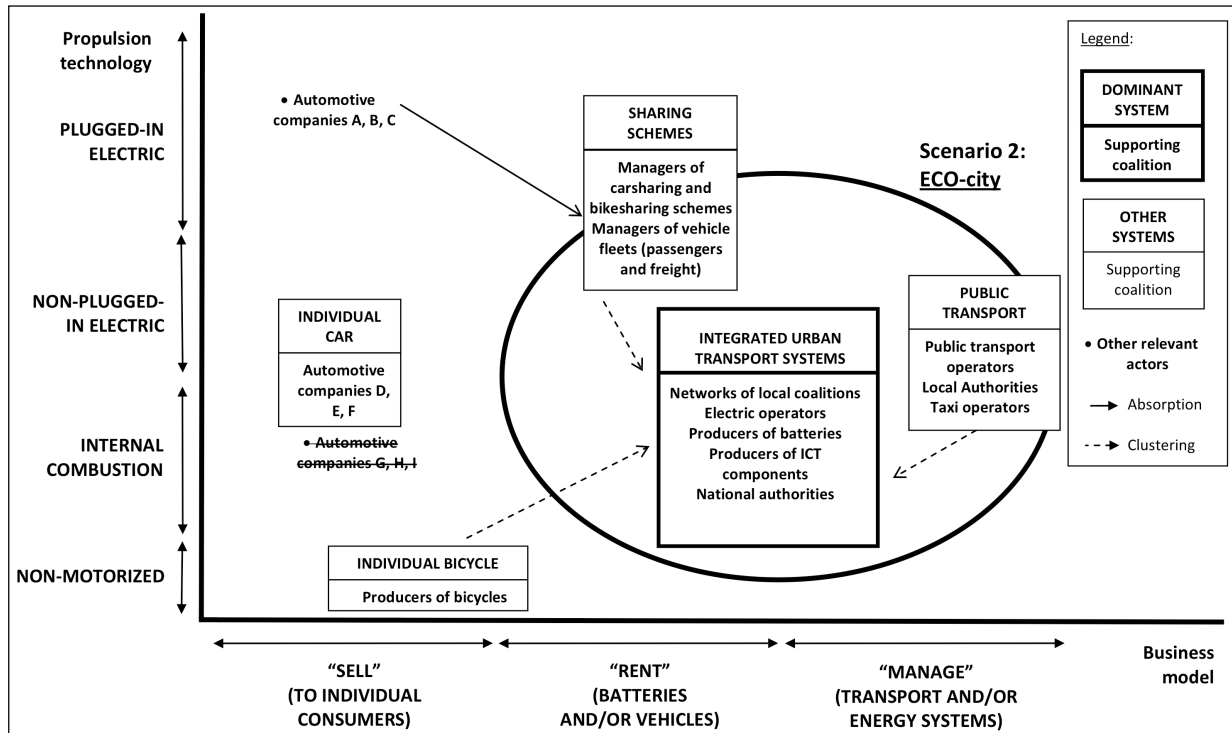 Propulsion
technology
PLUGGED-IN
ELECTRIC
NON-PLUGGED-
IN ELECTRIC
INTERNAL
COMBUSTION
NON-MOTORIZED
• Automotive
companies A, B, C
SHARING
SCHEMES
Managers of
carsharing and
bikesharing schemes
Managers of vehicle
fleets (passengers
and freight)
Scenario 2:
ECO-city
INDIVIDUAL
CAR
Automotive
companies D,
E, F
• Automotive
companies G, H, I
INTEGRATED URBAN
TRANSPORT SYSTEMS
Networks of local coalitions
Electric operators
Producers of batteries
Producers of ICT
components
National authorities
PUBLIC
TRANSPORT
Public transport
operators
Local Authorities
Taxi operators
INDIVIDUAL BICYCLE
Producers of bicycles
Legend:
DOMINANT
SYSTEM
Supporting
coalition
OTHER
SYSTEMS
Supporting
coalition
• Other relevant
actors
Absorption
Clustering
"SELL"
(TO INDIVIDUAL
CONSUMERS)
"RENT"
(BATTERIES
AND/OR VEHICLES)
"MANAGE"
(TRANSPORT AND/OR
ENERGY SYSTEMS)
Business
model